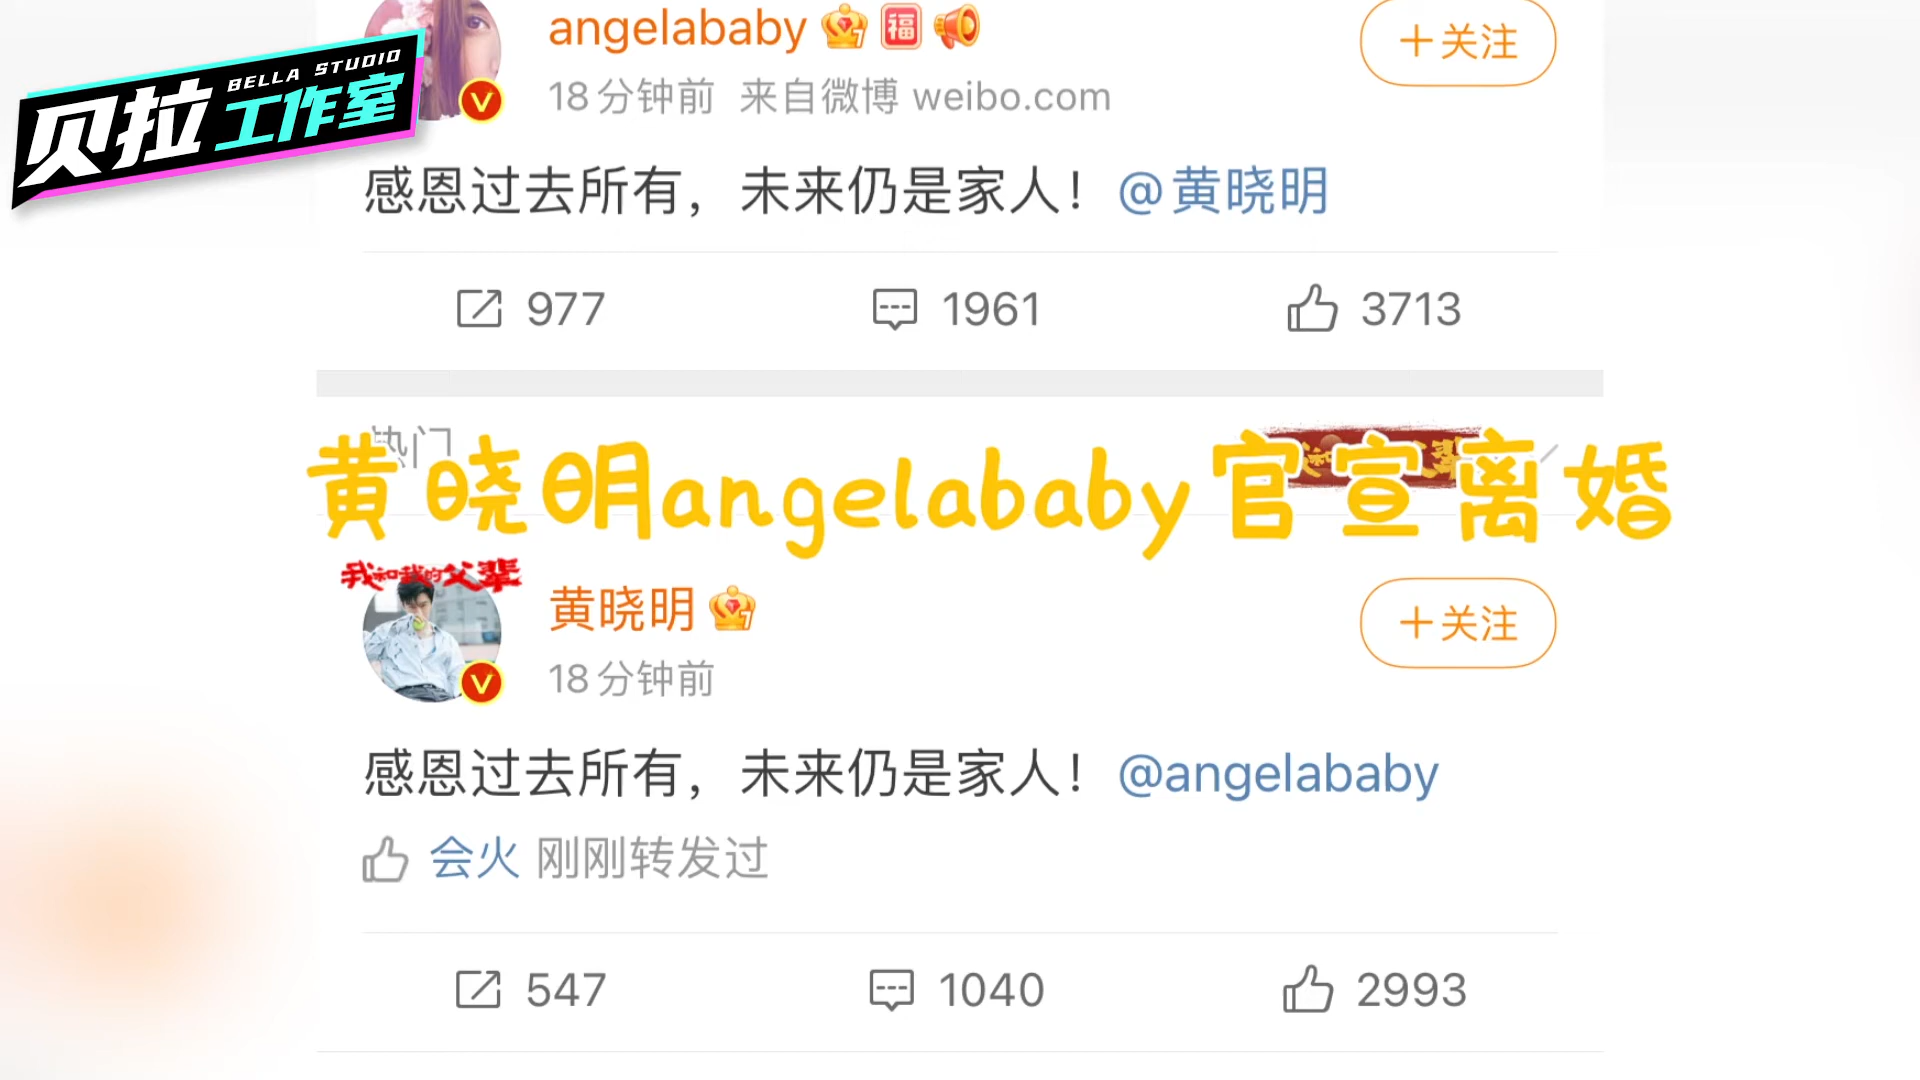 angelababy 福
+关注
BELLA STUDIO
贝拉工作室
18分钟前 来自微博 weibo.com
感恩过去所有，未来仍是家人！@黄晓明
977 1961 3713
热门
黄晓明angelababy官宣离婚
我和我的父辈
黄晓明
+关注
18分钟前
感恩过去所有，未来仍是家人！@angelababy
会火 刚刚转发过
547 1040 2993